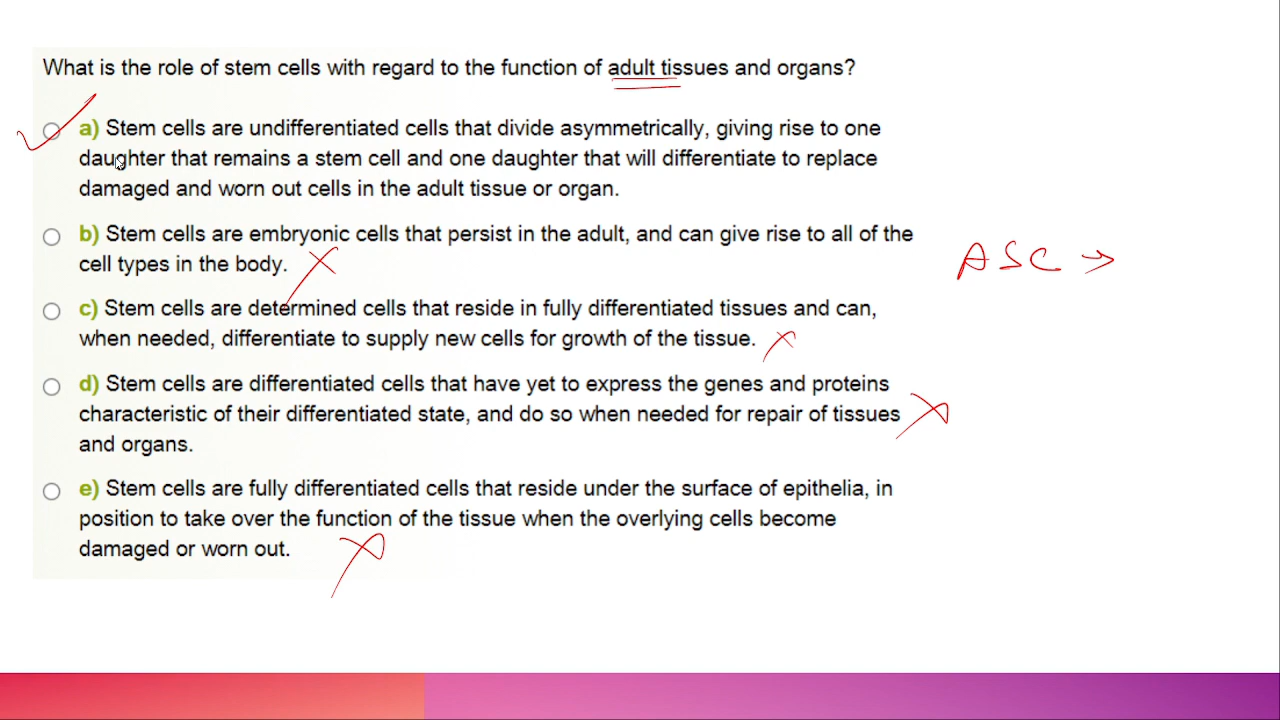 What is the role of stem cells with regard to the function of adult tissues and organs?
a) Stem cells are undifferentiated cells that divide asymmetrically, giving rise to one
daughter that remains a stem cell and one daughter that will differentiate to replace
damaged and worn out cells in the adult tissue or organ.
b) Stem cells are embryonic cells that persist in the adult, and can give rise to all of the
cell types in the body.
ASC →
c) Stem cells are determined cells that reside in fully differentiated tissues and can,
when needed, differentiate to supply new cells for growth of the tissue.
d) Stem cells are differentiated cells that have yet to express the genes and proteins
characteristic of their differentiated state, and do so when needed for repair of tissues
and organs.
e) Stem cells are fully differentiated cells that reside under the surface of epithelia, in
position to take over the function of the tissue when the overlying cells become
damaged or worn out.